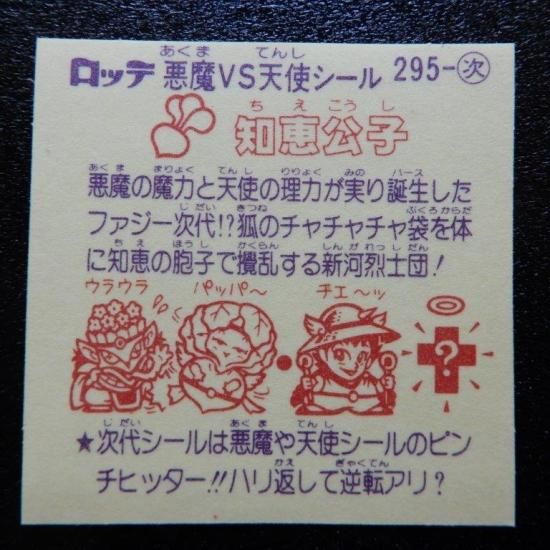 ロッテ 悪魔VS天使シール 295-次
知恵公子
悪魔の魔力と天使の理力が実り誕生した
ファジー次代!?狐のチャチャチャ袋を体
に知恵の胞子で攪乱する新河烈士団!
ウラウラ パッパ〜 チエ〜ッ
?
★次代シールは悪魔や天使シールのピン
チヒッター!!ハリ返して逆転アリ?